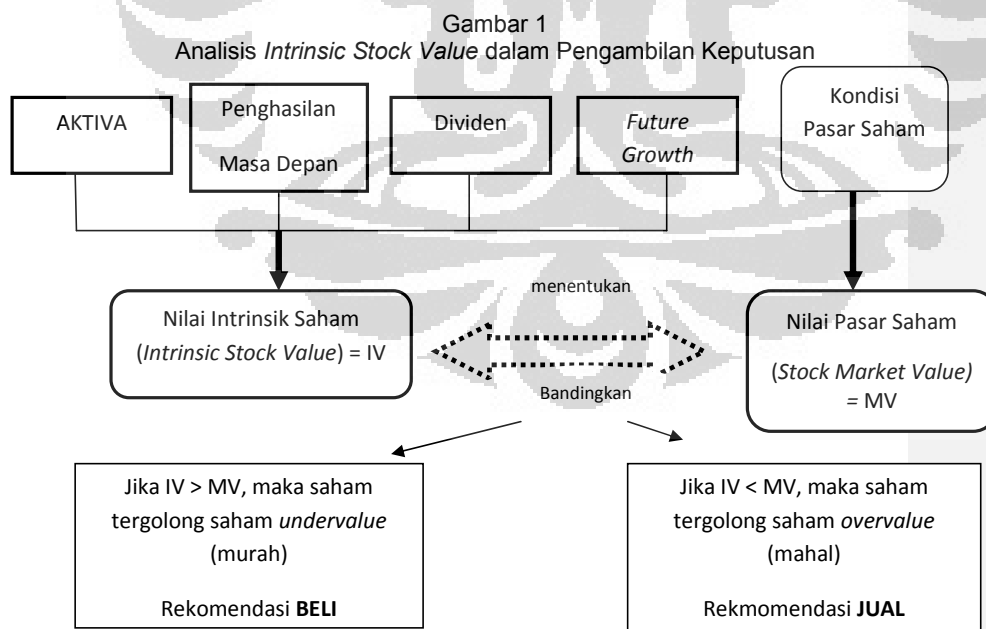 Gambar 1
Analisis Intrinsic Stock Value dalam Pengambilan Keputusan
AKTIVA
Penghasilan
Masa Depan
Dividen
Future
Growth
Kondisi
Pasar Saham
menentukan
Nilai Intrinsik Saham
(Intrinsic Stock Value) = IV
Nilai Pasar Saham
(Stock Market Value)
= MV
Bandingkan
Jika IV > MV, maka saham
tergolong saham undervalue
(murah)
Rekomendasi BELI
Jika IV < MV, maka saham
tergolong saham overvalue
(mahal)
Rekmomendasi JUAL